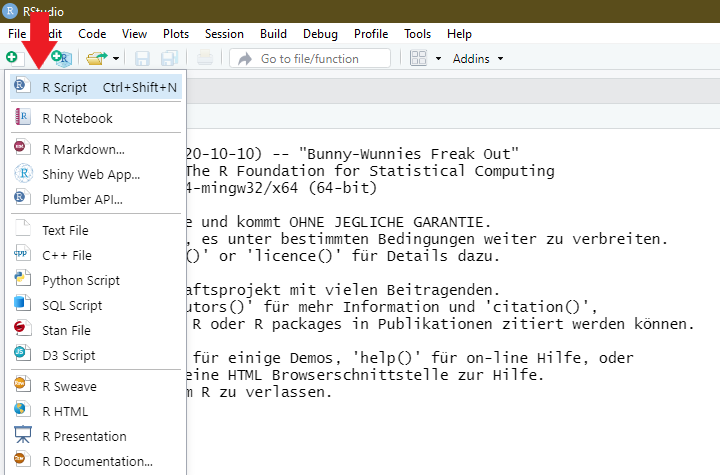 RStudio
File Edit Code View Plots Session Build Debug Profile Tools Help
Go to file/function Addins
R Script Ctrl+Shift+N
R Notebook
R Markdown...
Shiny Web App...
Plumber API...
Text File
C++ File
Python Script
SQL Script
Stan File
D3 Script
R Sweave
R HTML
R Presentation
R Documentation...
20-10-10) -- "Bunny-Wunnies Freak Out"
The R Foundation for Statistical Computing
4-mingw32/x64 (64-bit)
e und kommt OHNE JEGLICHE GARANTIE.
, es unter bestimmten Bedingungen weiter zu verbreiten.
()' or 'licence()' für Details dazu.
aftsprojekt mit vielen Beitragenden.
utors()' für mehr Information und 'citation()',
R oder R packages in Publikationen zitiert werden können.
für einige Demos, 'help()' für on-line Hilfe, oder
eine HTML Browserschnittstelle zur Hilfe.
m R zu verlassen.